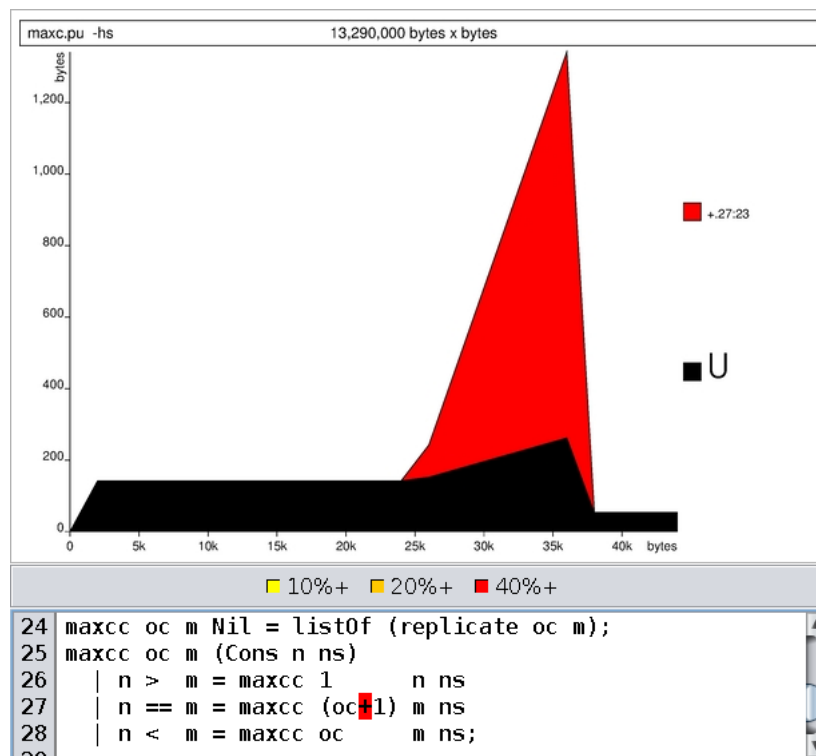 maxc.pu -hs 13,290,000 bytes x bytes
bytes
1,200
1,000
800
600
400
200
0
+.27:23
U
0 5k 10k 15k 20k 25k 30k 35k 40k bytes
10%+ 20%+ 40%+
24 maxcc oc m Nil = listOf (replicate oc m);
25 maxcc oc m (Cons n ns)
26 | n > m = maxcc 1 n ns
27 | n == m = maxcc (oc+1) m ns
28 | n < m = maxcc oc m ns;